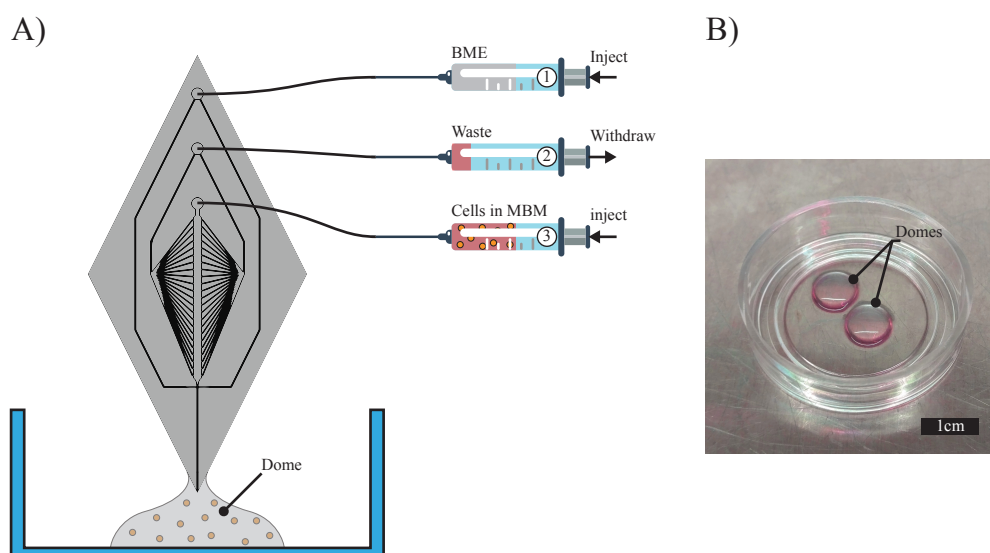 A)
BME
Inject
1
Waste
Withdraw
2
Cells in MBM
inject
3
Dome
B)
Domes
1cm